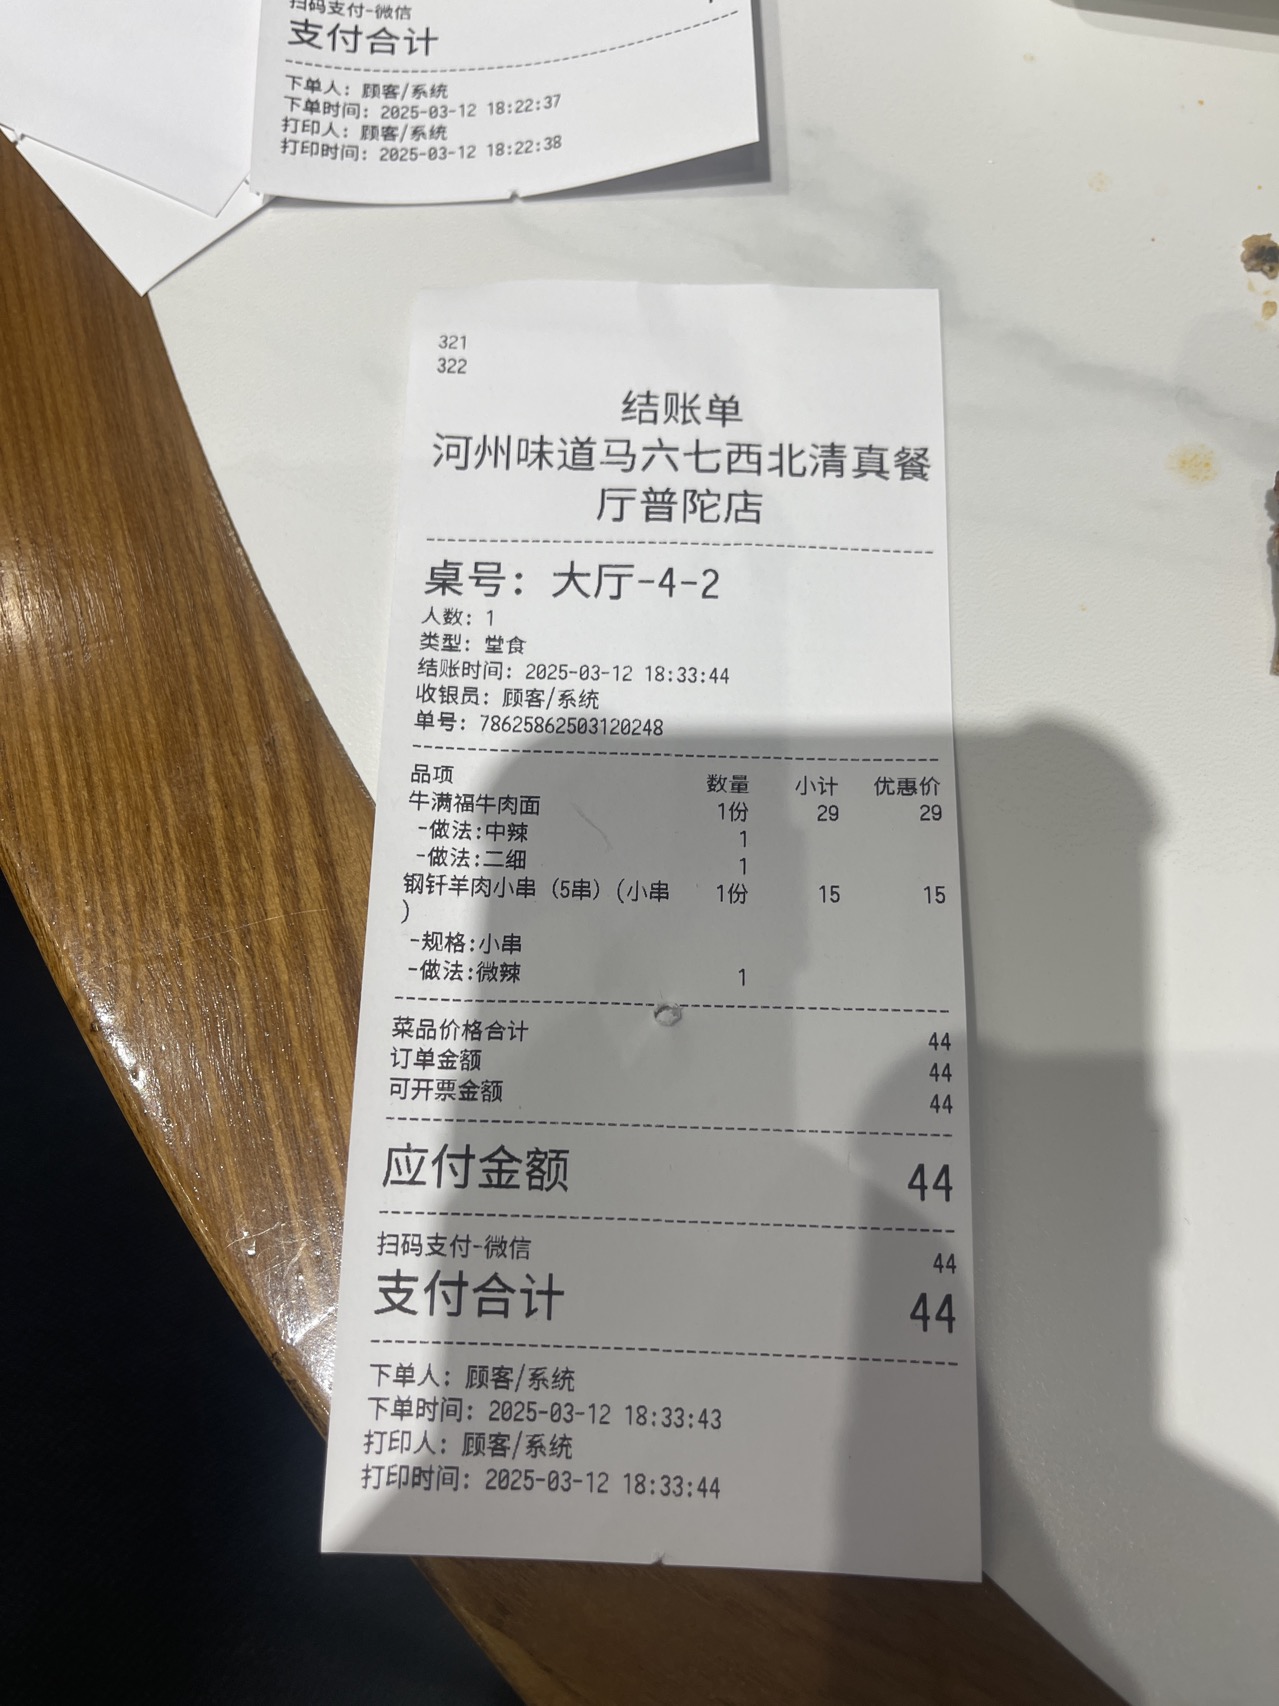 扫码支付-微信
支付合计
下单人：顾客/系统
下单时间：2025-03-12 18:22:37
打印人：顾客/系统
打印时间：2025-03-12 18:22:38
321
322
结账单
河州味道马六七西北清真餐
厅普陀店
桌号：大厅-4-2
人数：1
类型：堂食
结账时间：2025-03-12 18:33:44
收银员：顾客/系统
单号：78625862503120248
品项 数量 小计 优惠价
牛满福牛肉面 1份 29 29
-做法:中辣 1
-做法:二细 1
钢钎羊肉小串（5串）(小串 1份 15 15
)
-规格:小串
-做法:微辣 1
菜品价格合计 44
订单金额 44
可开票金额 44
应付金额 44
扫码支付-微信 44
支付合计 44
下单人：顾客/系统
下单时间：2025-03-12 18:33:43
打印人：顾客/系统
打印时间：2025-03-12 18:33:44